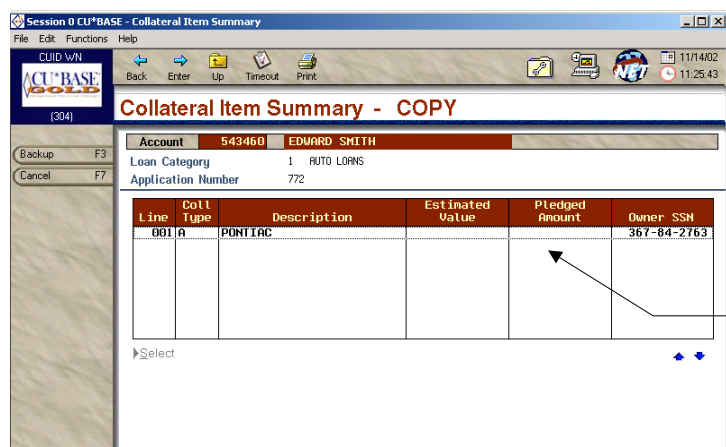 Session 0 CU*BASE - Collateral Item Summary
File Edit Functions Help
CUID WN
CU*BASE
GOLD
(304)
Back Enter Up Timeout Print
NET
11/14/02
11:25:43
Collateral Item Summary - COPY
Backup F3
Cancel F7
Account 543460 EDWARD SMITH
Loan Category 1 AUTO LOANS
Application Number 772
Line Coll Type Description Estimated Value Pledged Amount Owner SSN
001 A PONTIAC 367-84-2763
Select